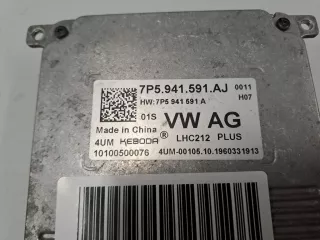 7P5.941.591.AJ 0011
HW: 7P5 941 591 A H07
01S VW AG
Made in China
4UM KEBODA® LHC212 PLUS
10100500076 4UM-00105.10.1960331913